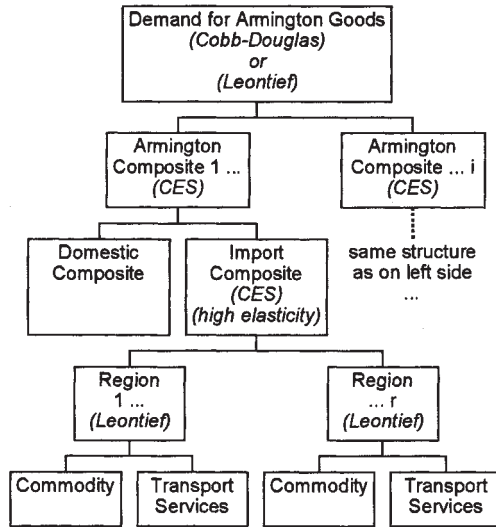 Demand for Armington Goods
(Cobb-Douglas)
or
(Leontief)
Armington
Composite 1 ...
(CES)
Armington
Composite ... i
(CES)
Domestic
Composite
Import
Composite
(CES)
(high elasticity)
same structure
as on left side
...
Region
1 ...
(Leontief)
Region
... r
(Leontief)
Commodity
Transport
Services
Commodity
Transport
Services